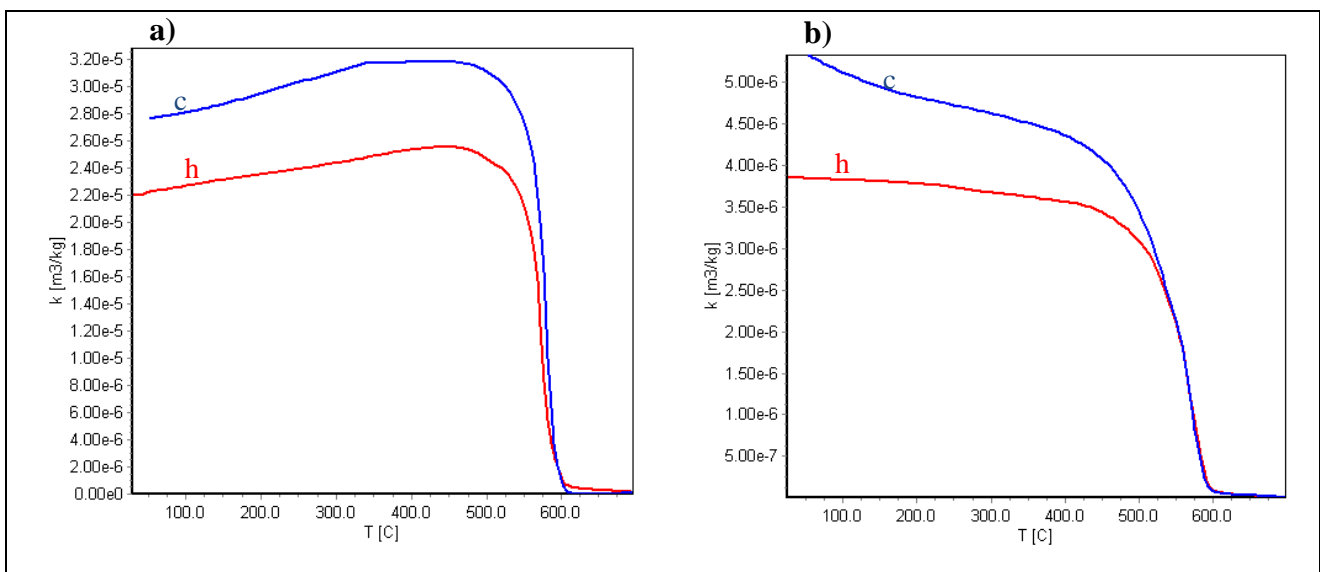 a)
3.20e-5
3.00e-5
2.80e-5
2.60e-5
2.40e-5
2.20e-5
2.00e-5
1.80e-5
1.60e-5
1.40e-5
1.20e-5
1.00e-5
8.00e-6
6.00e-6
4.00e-6
2.00e-6
0.00e0
k [m3/kg]
c
h
100.0 200.0 300.0 400.0 500.0 600.0
T [C]
b)
5.00e-6
4.50e-6
4.00e-6
3.50e-6
3.00e-6
2.50e-6
2.00e-6
1.50e-6
1.00e-6
5.00e-7
k [m3/kg]
c
h
100.0 200.0 300.0 400.0 500.0 600.0
T [C]